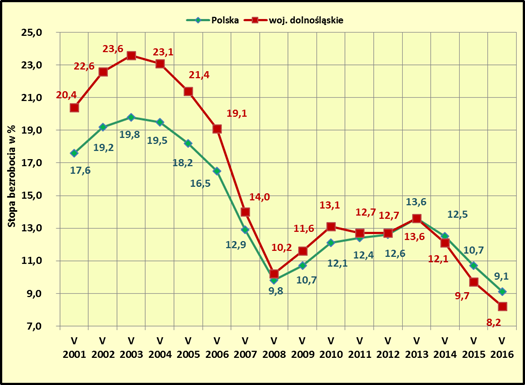 Polska woj. dolnośląskie
Stopa bezrobocia w %
25,0
23,0
21,0
19,0
17,0
15,0
13,0
11,0
9,0
7,0
20,4 22,6 23,6 23,1 21,4 19,1 14,0 10,2 11,6 13,1 12,7 12,7 13,6 12,1 9,7 8,2
17,6 19,2 19,8 19,5 18,2 16,5 12,9 9,8 10,7 12,1 12,4 12,6 13,6 12,5 10,7 9,1
V V V V V V V V V V V V V V V V
2001 2002 2003 2004 2005 2006 2007 2008 2009 2010 2011 2012 2013 2014 2015 2016